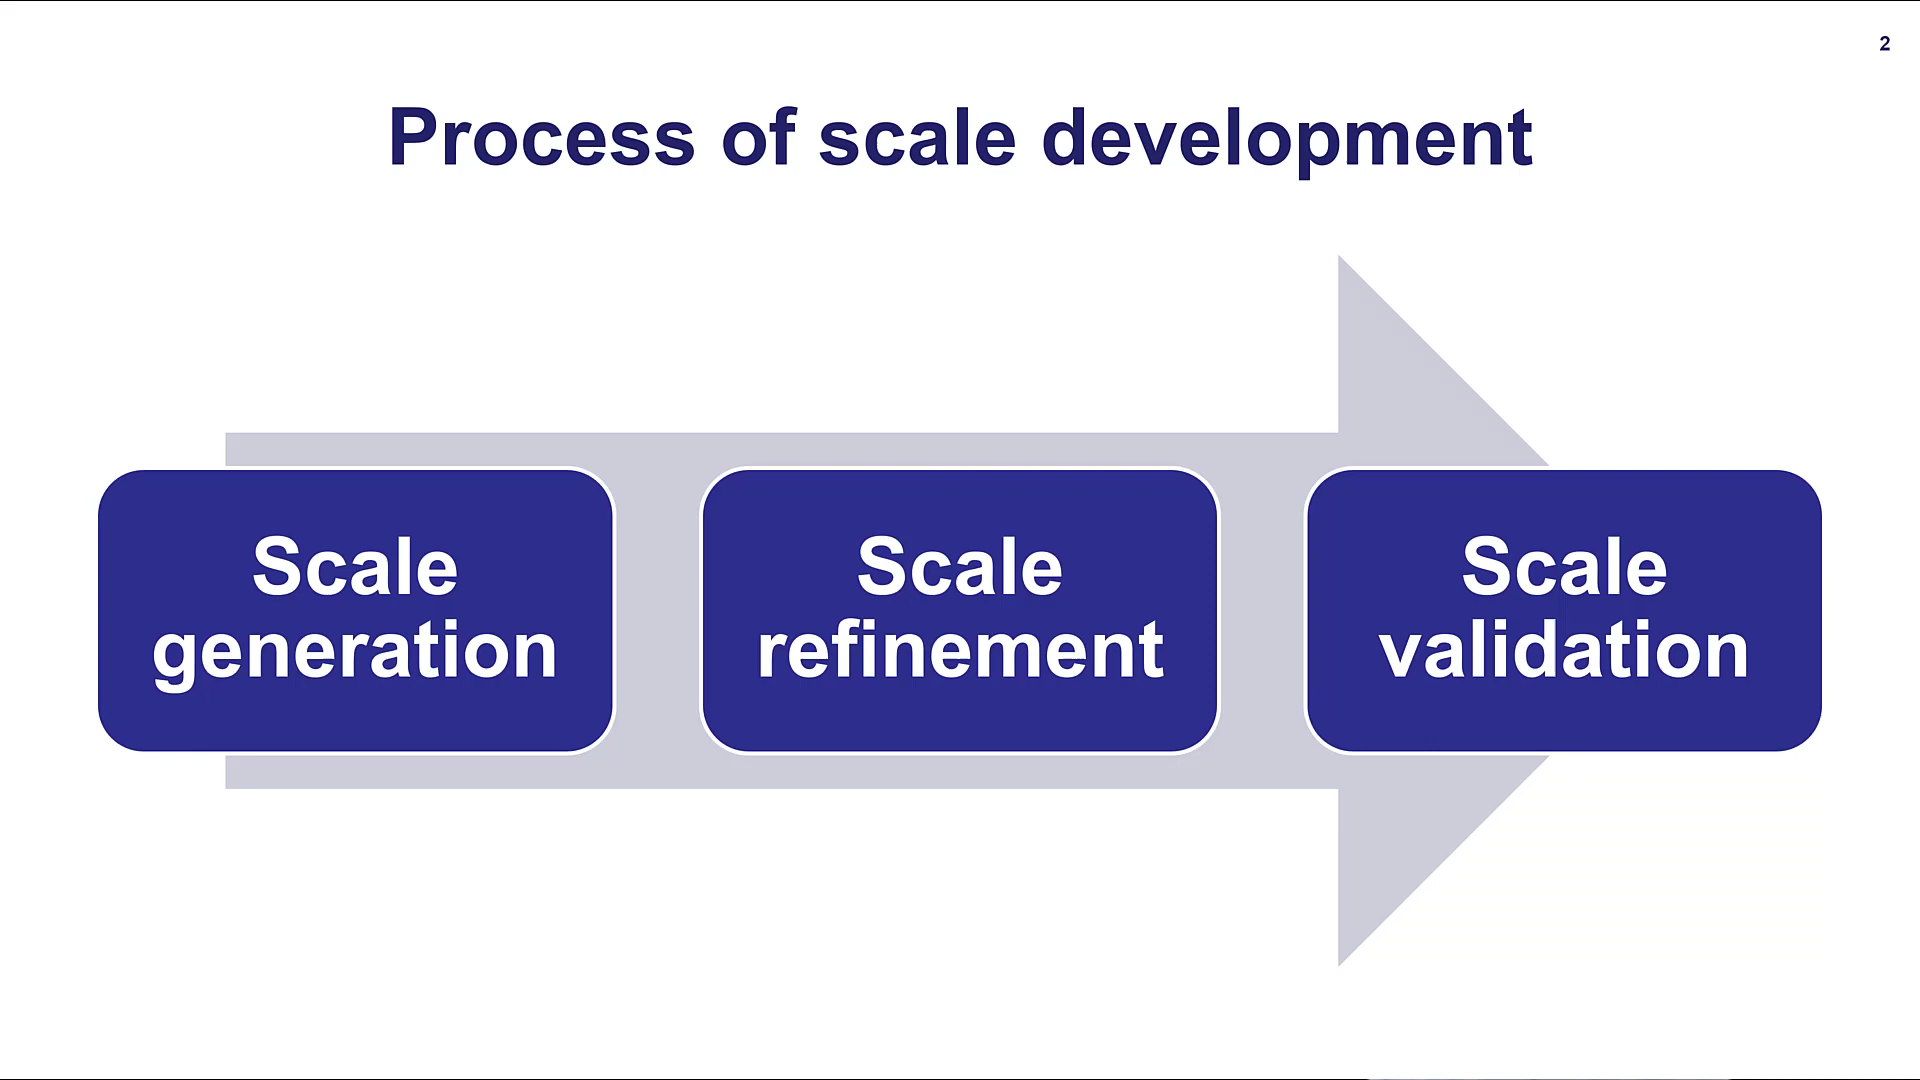 2
Process of scale development
Scale
generation
Scale
refinement
Scale
validation